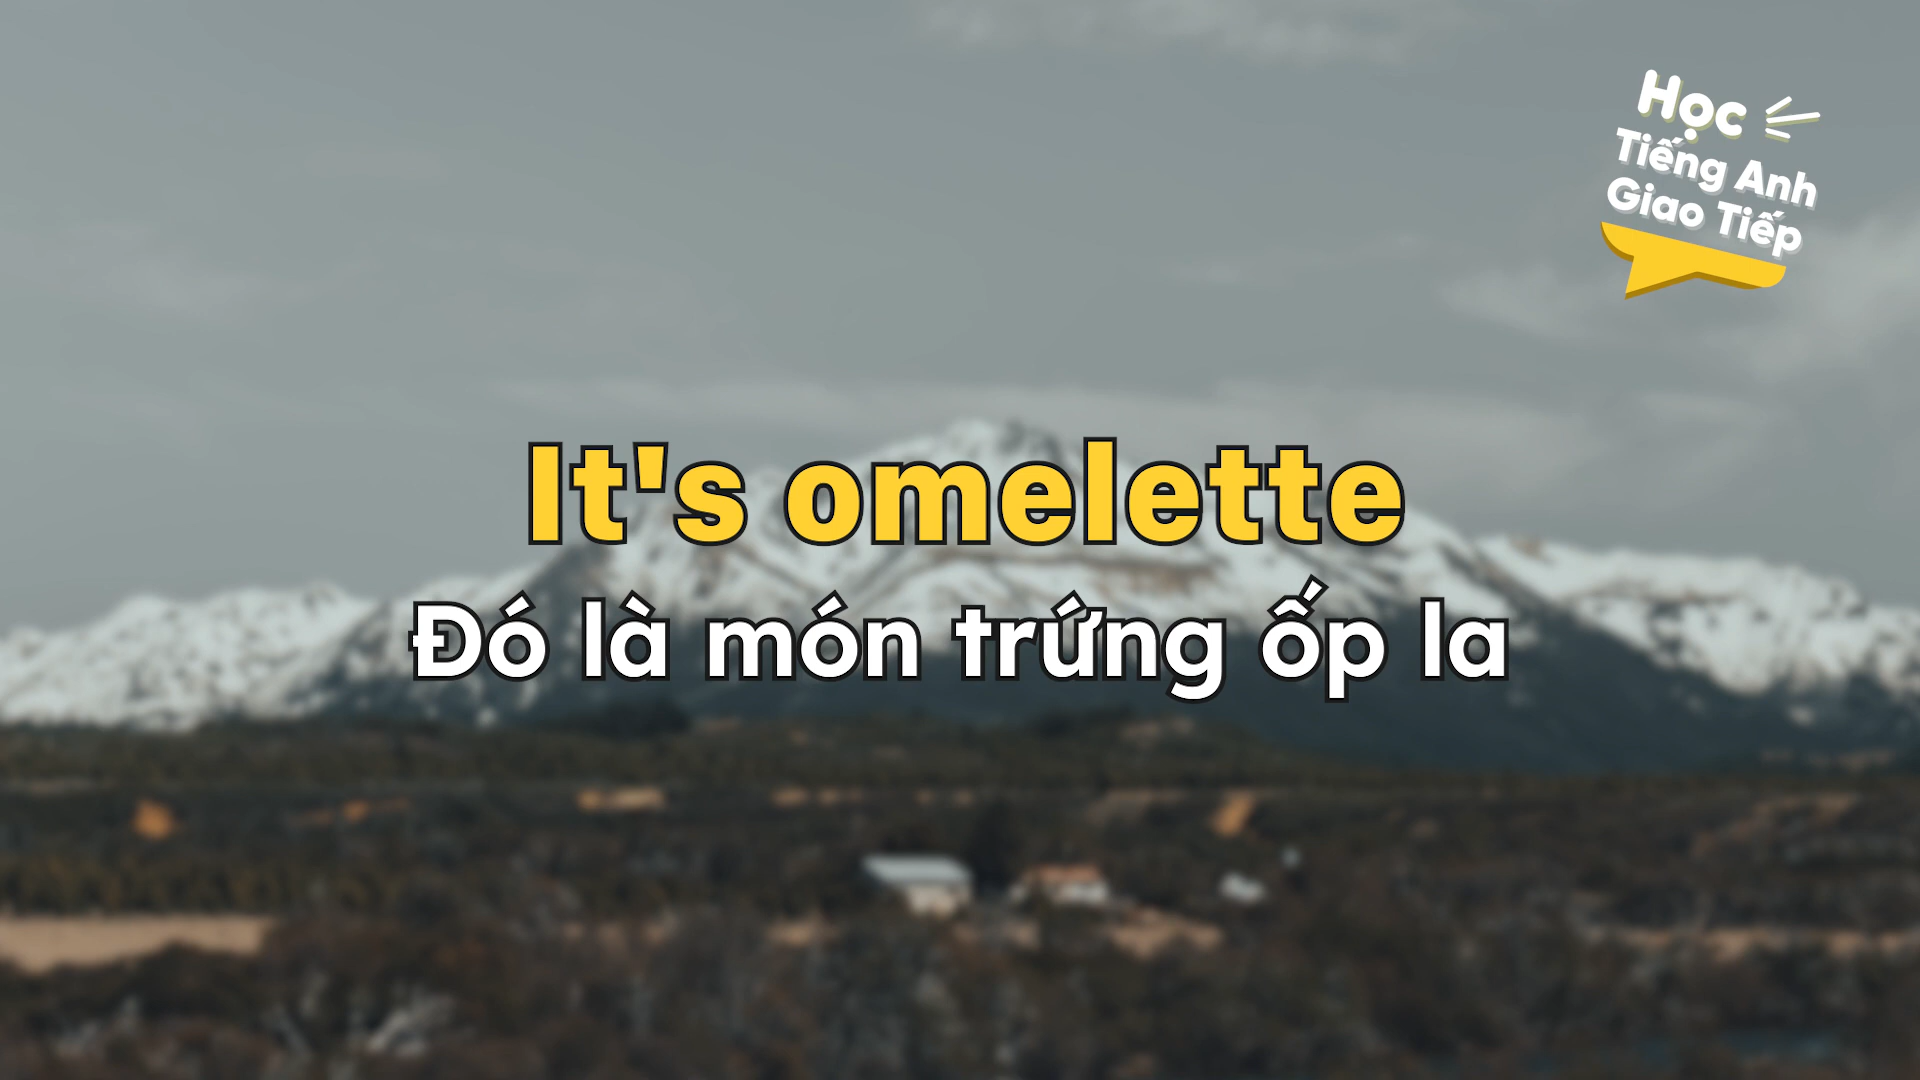 Học
Tiếng Anh
Giao Tiếp
It's omelette
Đó là món trứng ốp la